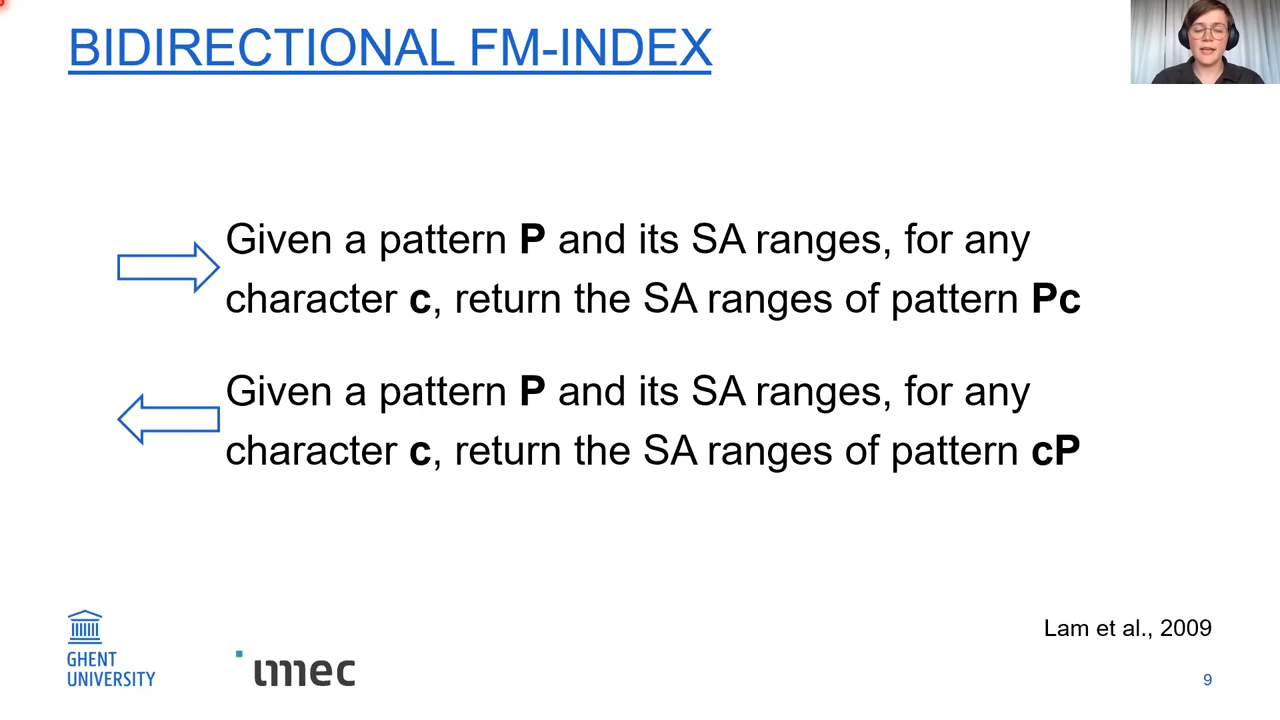 BIDIRECTIONAL FM-INDEX
Given a pattern P and its SA ranges, for any
character c, return the SA ranges of pattern Pc
Given a pattern P and its SA ranges, for any
character c, return the SA ranges of pattern cP
Lam et al., 2009
GHENT
UNIVERSITY
imec
9